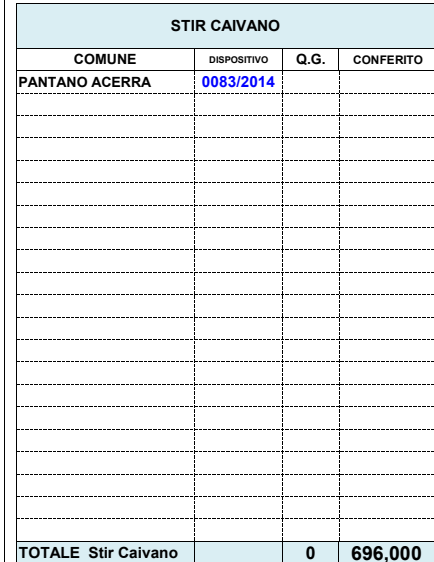 STIR CAIVANO
COMUNE DISPOSITIVO Q.G. CONFERITO
PANTANO ACERRA 0083/2014
TOTALE Stir Caivano 0 696,000